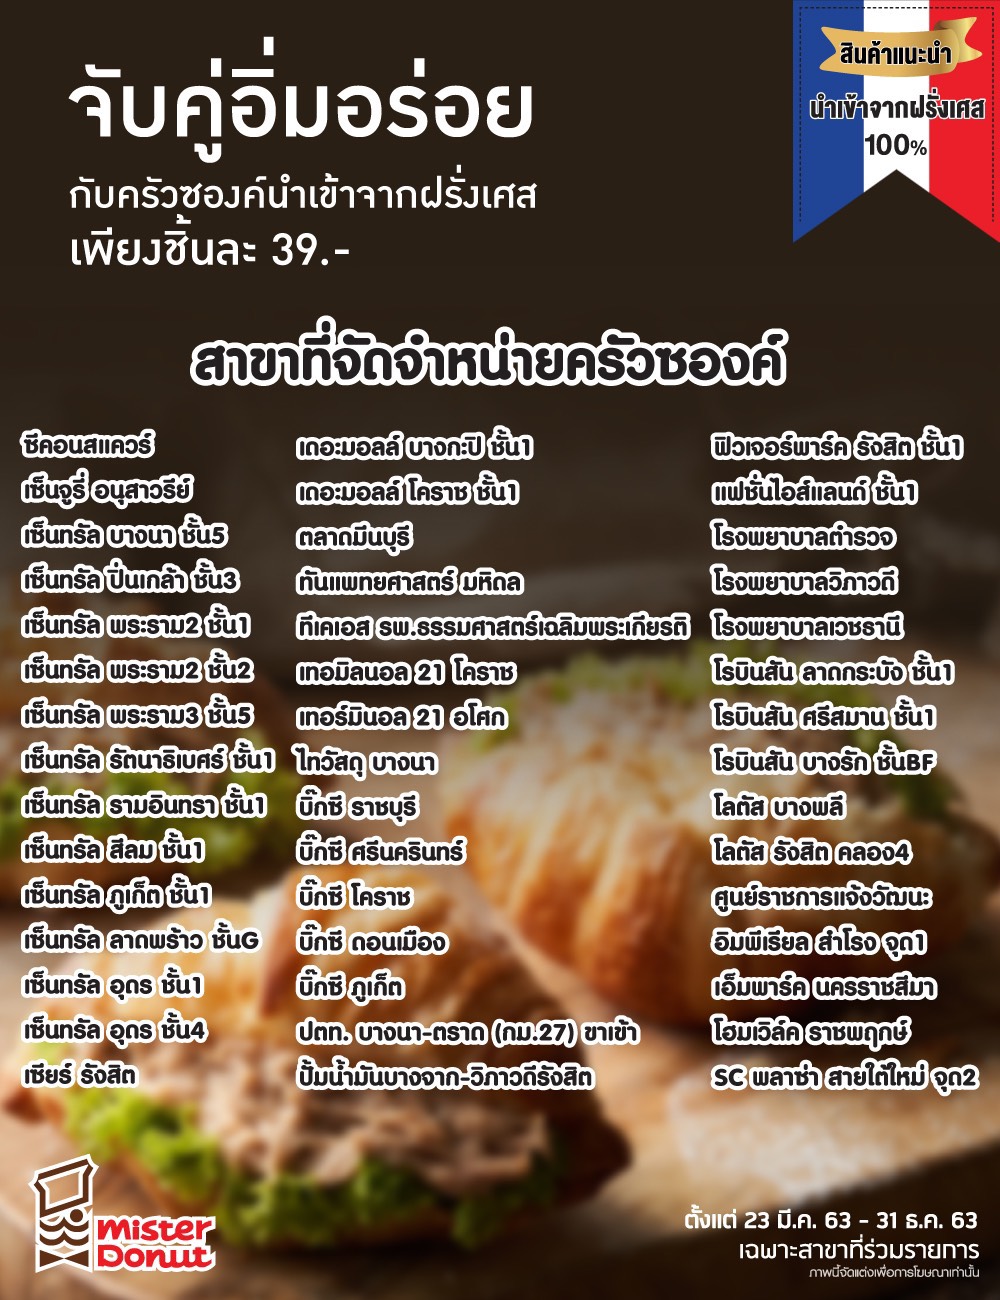 จับคู่อิ่มอร่อย
กับครัวซองค์นำเข้าจากฝรั่งเศส
เพียงชิ้นละ 39.-
สินค้าแนะนำ
นำเข้าจากฝรั่งเศส
100%
สาขาที่จัดจำหน่ายครัวซองค์
ซีคอนสแควร์
เซ็นจูรี่ อนุสาวรีย์
เซ็นทรัล บางนา ชั้น5
เซ็นทรัล ปิ่นเกล้า ชั้น3
เซ็นทรัล พระราม2 ชั้น1
เซ็นทรัล พระราม2 ชั้น2
เซ็นทรัล พระราม3 ชั้น5
เซ็นทรัล รัตนาธิเบศร์ ชั้น1
เซ็นทรัล รามอินทรา ชั้น1
เซ็นทรัล สีลม ชั้น1
เซ็นทรัล ภูเก็ต ชั้น1
เซ็นทรัล ลาดพร้าว ชั้นG
เซ็นทรัล อุดร ชั้น1
เซ็นทรัล อุดร ชั้น4
เซียร์ รังสิต
เดอะมอลล์ บางกะปิ ชั้น1
เดอะมอลล์ โคราช ชั้น1
ตลาดมีนบุรี
ทันแพทยศาสตร์ มหิดล
ทีเคเอส รพ.ธรรมศาสตร์เฉลิมพระเกียรติ
เทอมิลนอล 21 โคราช
เทอร์มินอล 21 อโศก
ไทวัสดุ บางนา
บิ๊กซี ราชบุรี
บิ๊กซี ศรีนครินทร์
บิ๊กซี โคราช
บิ๊กซี ดอนเมือง
บิ๊กซี ภูเก็ต
ปตท. บางนา-ตราด (กม.27) ขาเข้า
ปั้มน้ำมันบางจาก-วิภาวดีรังสิต
ฟิวเจอร์พาร์ค รังสิต ชั้น1
แฟชั่นไอส์แลนด์ ชั้น1
โรงพยาบาลตำรวจ
โรงพยาบาลวิภาวดี
โรงพยาบาลเวชธานี
โรบินสัน ลาดกระบัง ชั้น1
โรบินสัน ศรีสมาน ชั้น1
โรบินสัน บางรัก ชั้นBF
โลตัส บางพลี
โลตัส รังสิต คลอง4
ศูนย์ราชการแจ้งวัฒนะ
อิมพีเรียล สำโรง จุด1
เอ็มพาร์ค นครราชสีมา
โฮมเวิล์ค ราชพฤกษ์
SC พลาซ่า สายใต้ใหม่ จุด2
Mister
Donut
ตั้งแต่ 23 มี.ค. 63 - 31 ธ.ค. 63
เฉพาะสาขาที่ร่วมรายการ
ภาพนี้จัดแต่งเพื่อการโฆษณาเท่านั้น